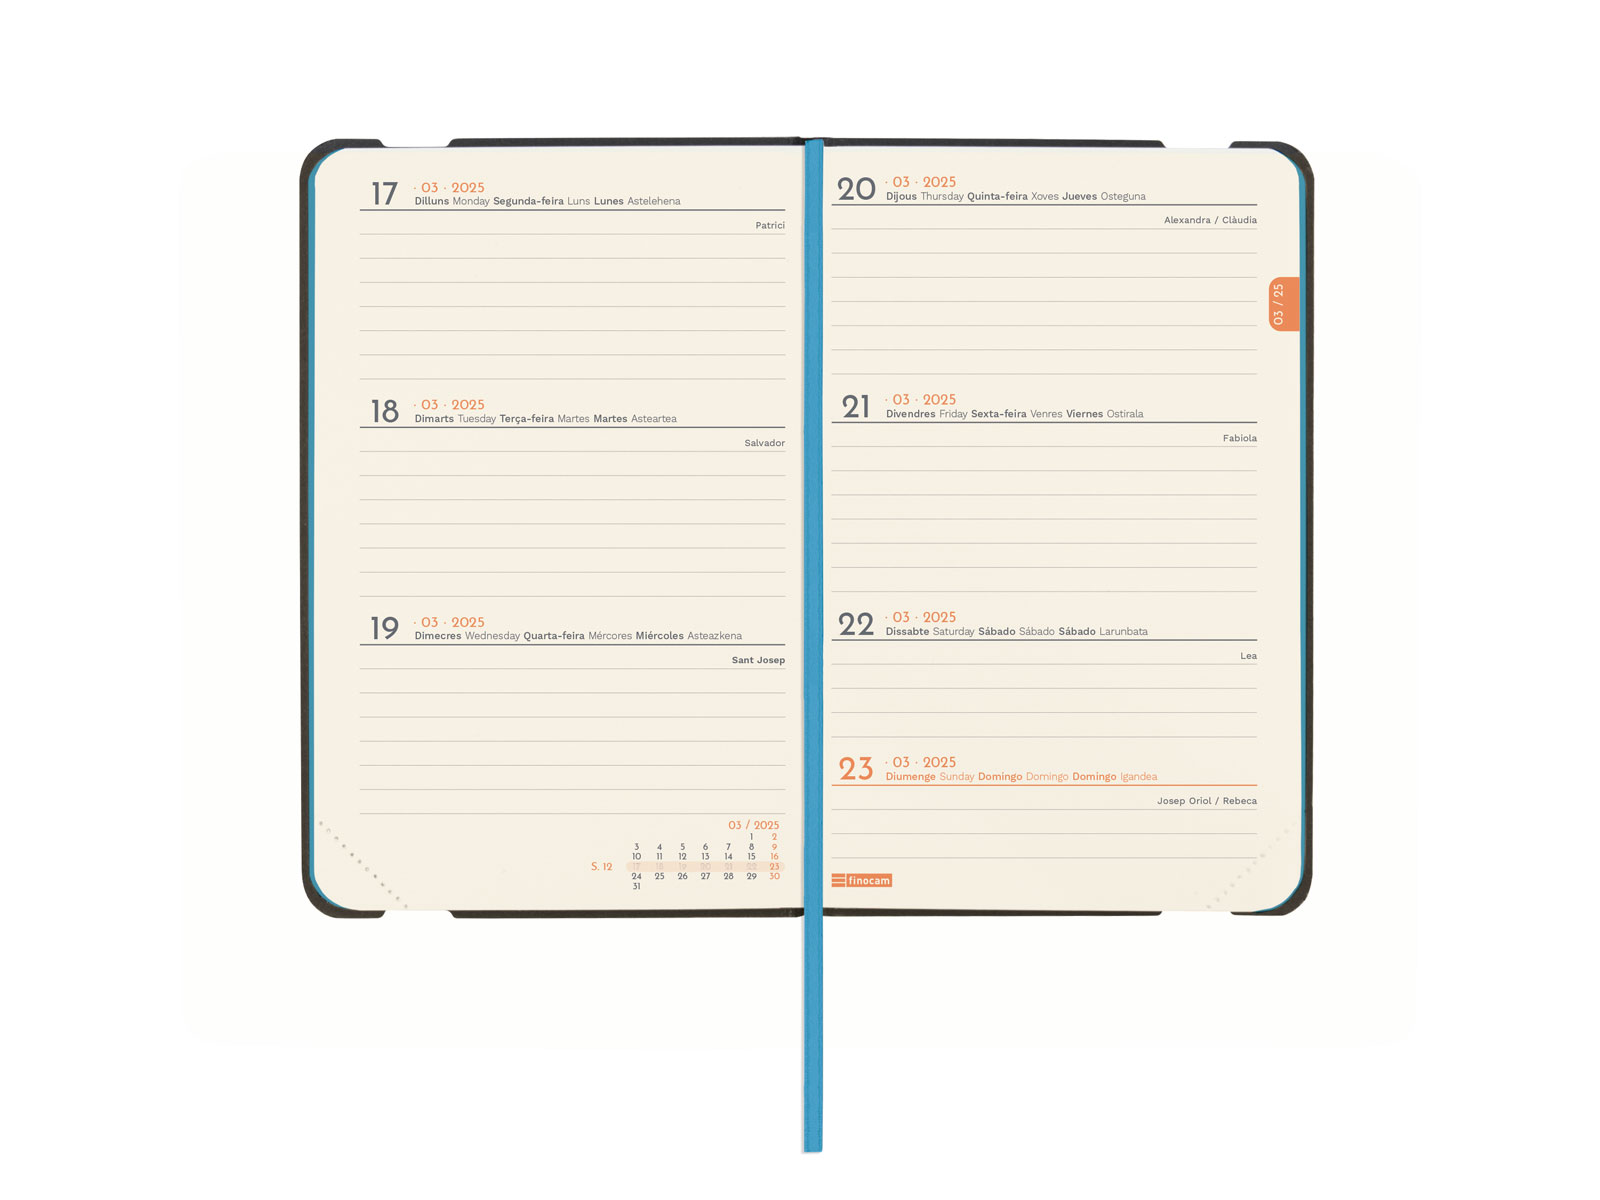 17 · 03 · 2025
Dilluns Monday Segunda-feira Luns Lunes Astelehena
Patrici
18 · 03 · 2025
Dimarts Tuesday Terça-feira Martes Martes Asteartea
Salvador
19 · 03 · 2025
Dimecres Wednesday Quarta-feira Mércores Miércoles Asteazkena
Sant Josep
03 / 2025
1 2
3 4 5 6 7 8 9
10 11 12 13 14 15 16
S. 12 17 18 19 20 21 22 23
24 25 26 27 28 29 30
31
20 · 03 · 2025
Dijous Thursday Quinta-feira Xoves Jueves Osteguna
Alexandra / Clàudia
03 / 25
21 · 03 · 2025
Divendres Friday Sexta-feira Venres Viernes Ostirala
Fabiola
22 · 03 · 2025
Dissabte Saturday Sábado Sábado Sábado Larunbata
Lea
23 · 03 · 2025
Diumenge Sunday Domingo Domingo Domingo Igandea
Josep Oriol / Rebeca
finocam